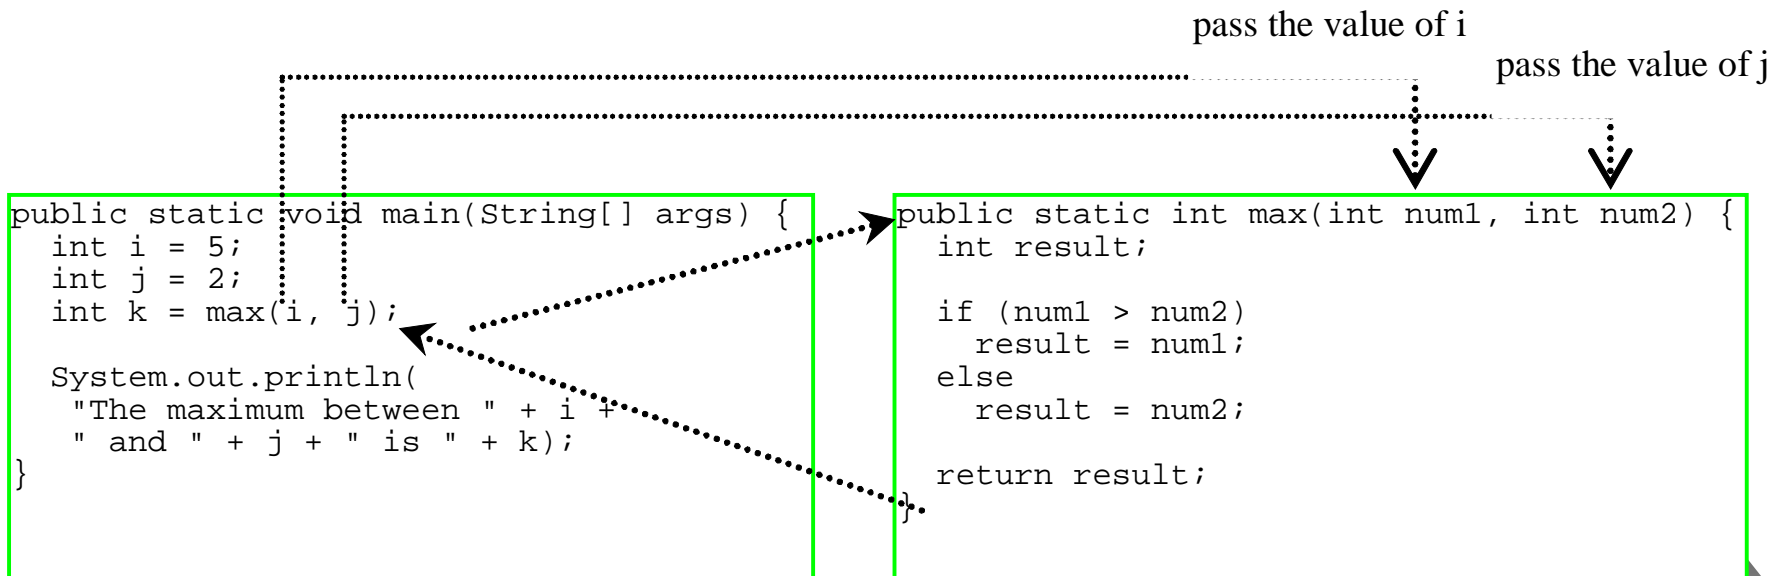 pass the value of i
pass the value of j
public static void main(String[] args) {
  int i = 5;
  int j = 2;
  int k = max(i, j);

  System.out.println(
   "The maximum between " + i +
   " and " + j + " is " + k);
}
public static int max(int num1, int num2) {
  int result;

  if (num1 > num2)
    result = num1;
  else
    result = num2;

  return result;
}